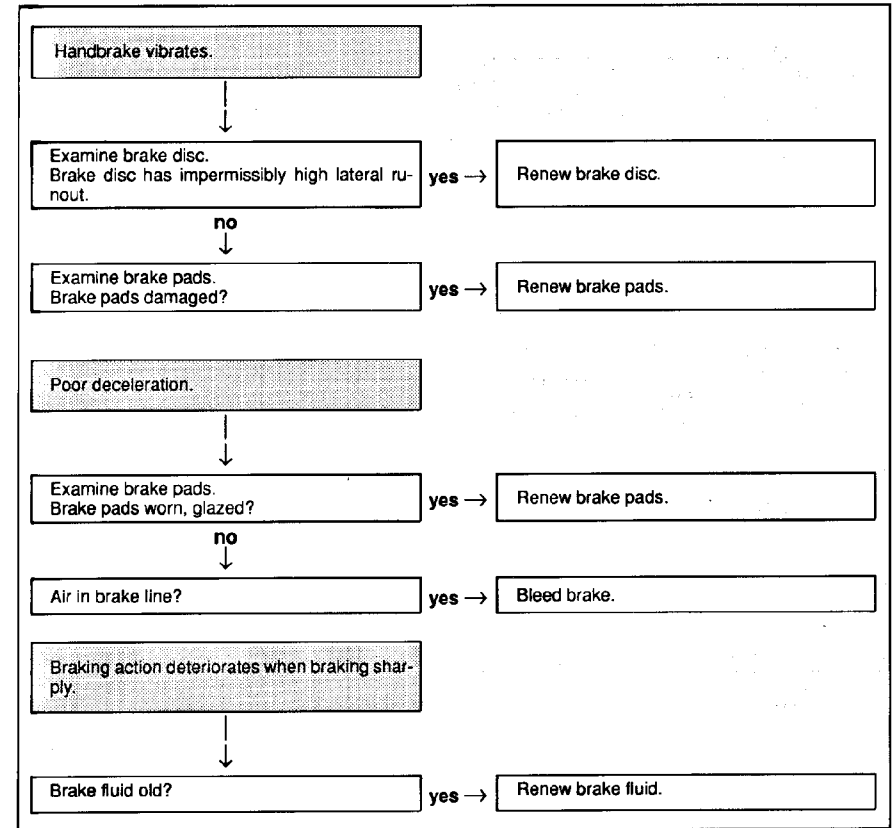 Handbrake vibrates.
Examine brake disc.
Brake disc has impermissibly high lateral ru-
nout.
yes → Renew brake disc.
no
Examine brake pads.
Brake pads damaged?
yes → Renew brake pads.
Poor deceleration.
Examine brake pads.
Brake pads worn, glazed?
yes → Renew brake pads.
no
Air in brake line?
yes → Bleed brake.
Braking action deteriorates when braking shar-
ply.
Brake fluid old?
yes → Renew brake fluid.